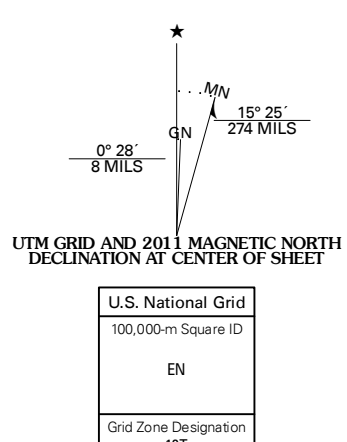 ★
MN
15° 25´
GN
274 MILS
0° 28´
8 MILS
UTM GRID AND 2011 MAGNETIC NORTH
DECLINATION AT CENTER OF SHEET
U.S. National Grid
100,000-m Square ID
EN
Grid Zone Designation